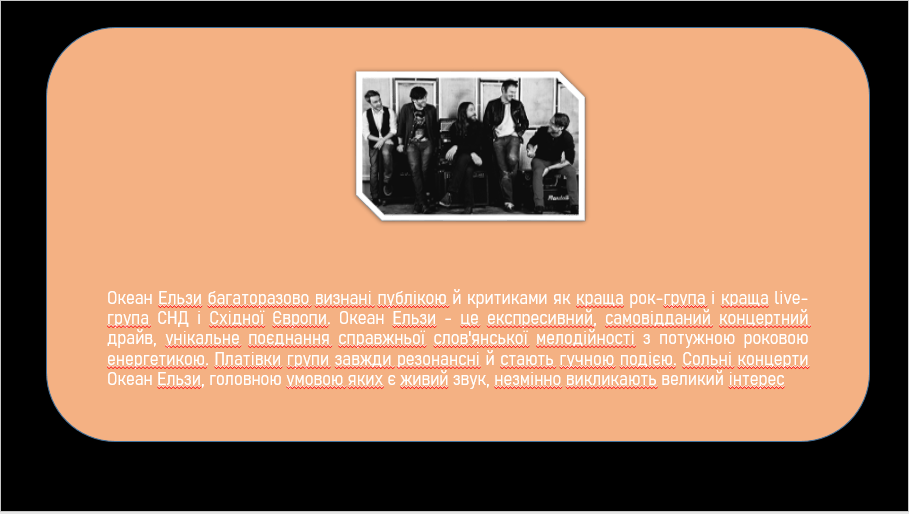 Океан Ельзи багаторазово визнані публікою й критиками як краща рок-група і краща live-
група СНД і Східної Європи. Океан Ельзи - це експресивний, самовідданий концертний
драйв, унікальне поєднання справжньої слов'янської мелодійності з потужною роковою
енергетикою. Платівки групи завжди резонансні й стають гучною подією. Сольні концерти
Океан Ельзи, головною умовою яких є живий звук, незмінно викликають великий інтерес